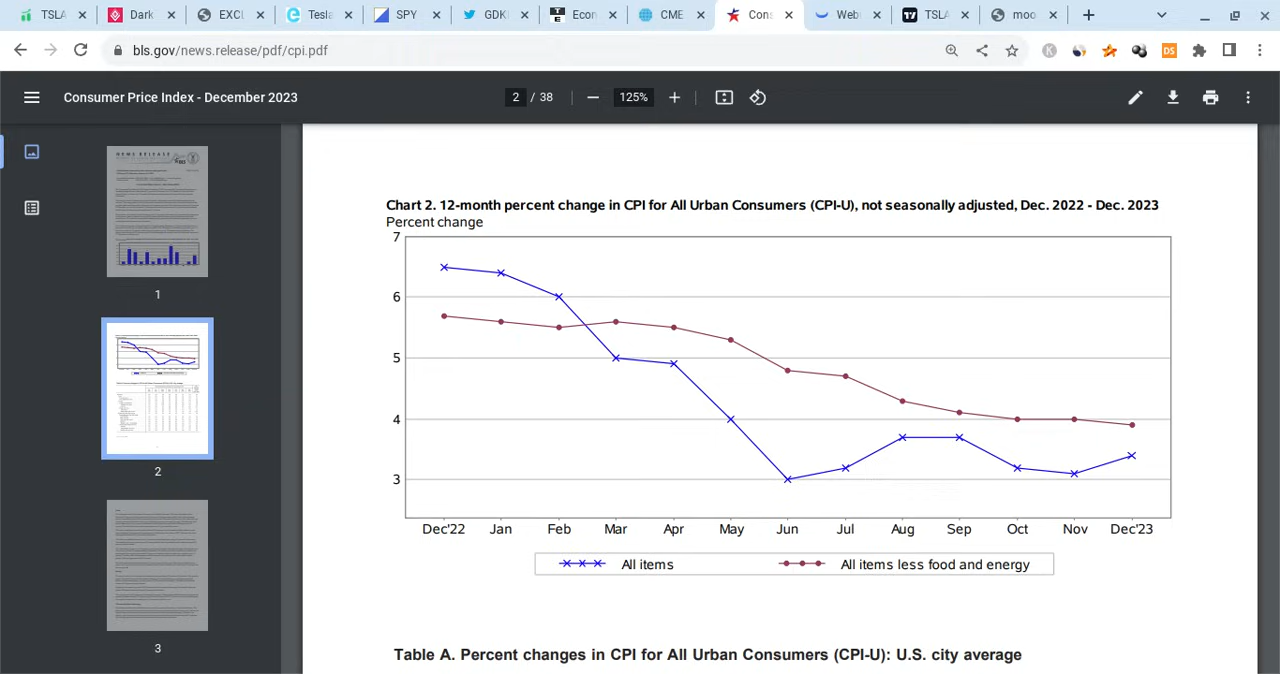 TSLA
Dark
EXCL
Tesla
SPY
GDK
Econ
CME
Cons
Web
TSLA
moo
bls.gov/news.release/pdf/cpi.pdf
K
DS
Consumer Price Index - December 2023
2 / 38
125%
NEWS RELEASE
1
2
3
Chart 2. 12-month percent change in CPI for All Urban Consumers (CPI-U), not seasonally adjusted, Dec. 2022 - Dec. 2023
Percent change
7
6
5
4
3
Dec'22 Jan Feb Mar Apr May Jun Jul Aug Sep Oct Nov Dec'23
All items
All items less food and energy
Table A. Percent changes in CPI for All Urban Consumers (CPI-U): U.S. city average